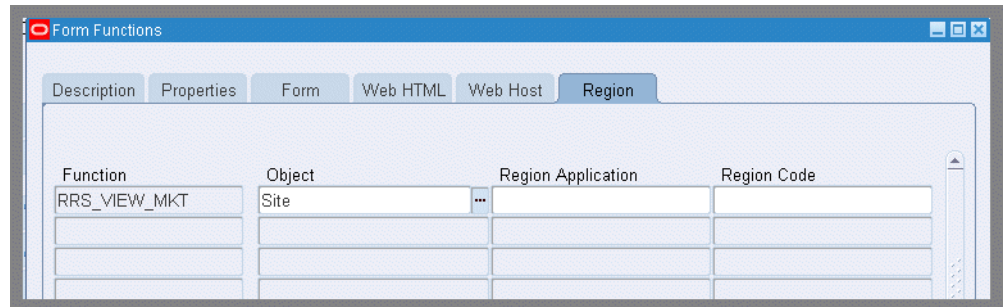 Form Functions
Description Properties Form Web HTML Web Host Region
Function Object Region Application Region Code
RRS_VIEW_MKT Site ...